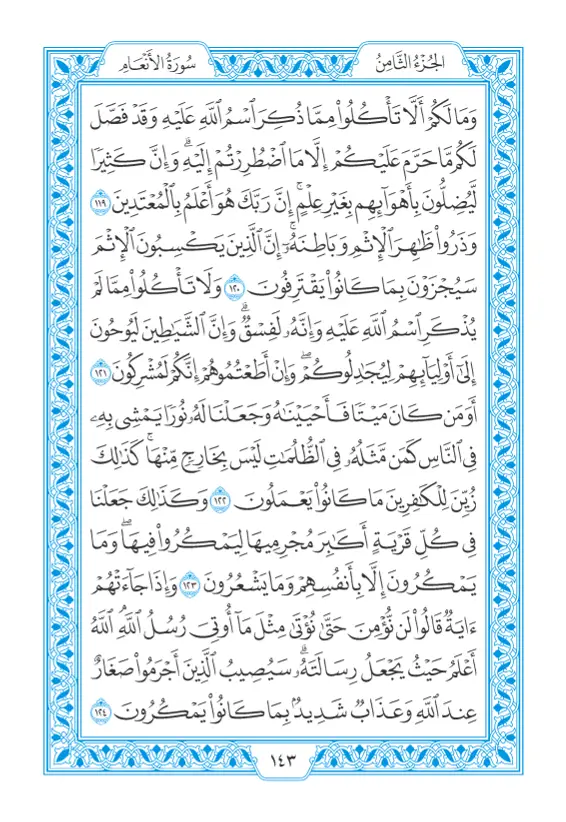 الجُزْءُ الثَّامِنُ
سُورَةُ الأَنْعَامِ
وَمَا لَكُمْ أَلَّا تَأْكُلُوا۟ مِمَّا ذُكِرَ ٱسْمُ ٱللَّهِ عَلَيْهِ وَقَدْ فَصَّلَ
لَكُم مَّا حَرَّمَ عَلَيْكُمْ إِلَّا مَا ٱضْطُرِرْتُمْ إِلَيْهِ ۗ وَإِنَّ كَثِيرًا
لَّيُضِلُّونَ بِأَهْوَآئِهِم بِغَيْرِ عِلْمٍ ۚ إِنَّ رَبَّكَ هُوَ أَعْلَمُ بِٱلْمُعْتَدِينَ ١١٩
وَذَرُوا۟ ظَٰهِرَ ٱلْإِثْمِ وَبَاطِنَهُۥٓ ۚ إِنَّ ٱلَّذِينَ يَكْسِبُونَ ٱلْإِثْمَ
سَيُجْزَوْنَ بِمَا كَانُوا۟ يَقْتَرِفُونَ ١٢٠ وَلَا تَأْكُلُوا۟ مِمَّا لَمْ
يُذْكَرِ ٱسْمُ ٱللَّهِ عَلَيْهِ وَإِنَّهُۥ لَفِسْقٌ ۗ وَإِنَّ ٱلشَّيَٰطِينَ لَيُوحُونَ
إِلَىٰٓ أَوْلِيَآئِهِمْ لِيُجَٰدِلُوكُمْ ۖ وَإِنْ أَطَعْتُمُوهُمْ إِنَّكُمْ لَمُشْرِكُونَ ١٢١
أَوَمَن كَانَ مَيْتًا فَأَحْيَيْنَٰهُ وَجَعَلْنَا لَهُۥ نُورًا يَمْشِى بِهِۦ
فِى ٱلنَّاسِ كَمَن مَّثَلُهُۥ فِى ٱلظُّلُمَٰتِ لَيْسَ بِخَارِجٍ مِّنْهَا ۚ كَذَٰلِكَ
زُيِّنَ لِلْكَٰفِرِينَ مَا كَانُوا۟ يَعْمَلُونَ ١٢٢ وَكَذَٰلِكَ جَعَلْنَا
فِى كُلِّ قَرْيَةٍ أَكَٰبِرَ مُجْرِمِيهَا لِيَمْكُرُوا۟ فِيهَا ۖ وَمَا
يَمْكُرُونَ إِلَّا بِأَنفُسِهِمْ وَمَا يَشْعُرُونَ ١٢٣ وَإِذَا جَآءَتْهُمْ
ءَايَةٌ قَالُوا۟ لَن نُّؤْمِنَ حَتَّىٰ نُؤْتَىٰ مِثْلَ مَآ أُوتِىَ رُسُلُ ٱللَّهِ ۘ ٱللَّهُ
أَعْلَمُ حَيْثُ يَجْعَلُ رِسَالَتَهُۥ ۗ سَيُصِيبُ ٱلَّذِينَ أَجْرَمُوا۟ صَغَارٌ
عِندَ ٱللَّهِ وَعَذَابٌ شَدِيدٌۢ بِمَا كَانُوا۟ يَمْكُرُونَ ١٢٤
١٤٣